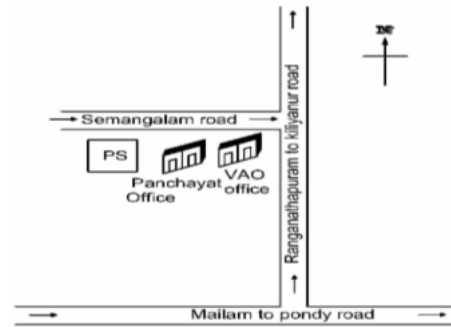 Semangalam road
PS
Panchayat
Office
VAO
office
Ranganathapuram to kiliyanur road
Mailam to pondy road